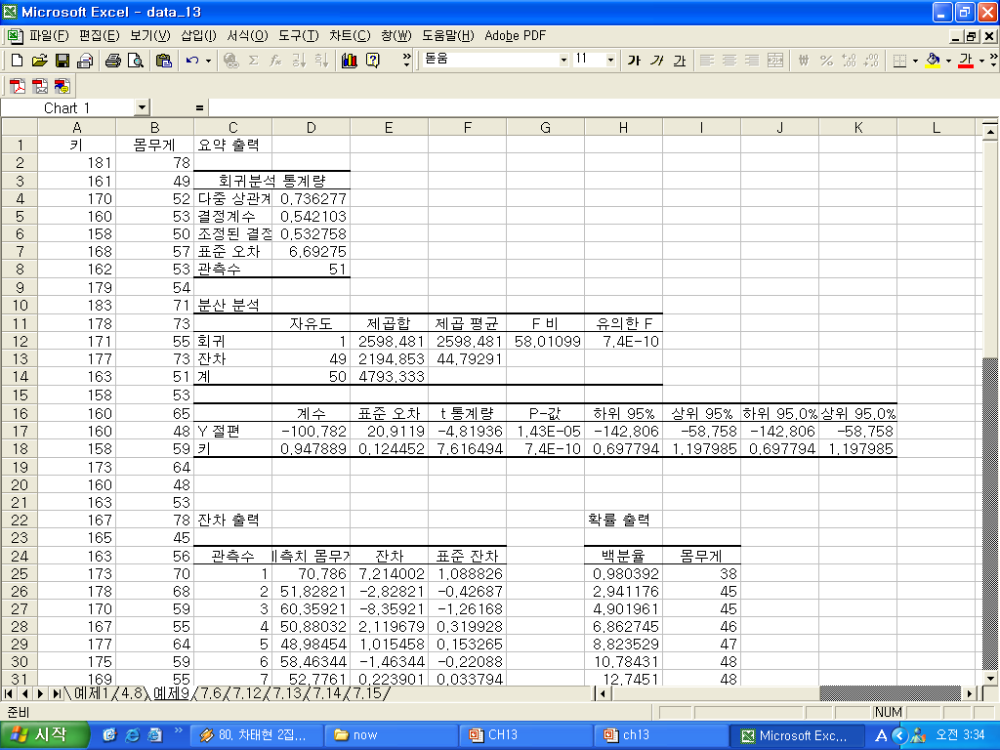 Microsoft Excel - data_13
파일(F) 편집(E) 보기(V) 삽입(I) 서식(O) 도구(T) 차트(C) 창(W) 도움말(H) Adobe PDF
돋움 11 가 가 가
Chart 1 =
A B C D E F G H I J K L
1 키 몸무게 요약 출력
2 181 78
3 161 49 회귀분석 통계량
4 170 52 다중 상관계 0,736277
5 160 53 결정계수 0,542103
6 158 50 조정된 결정 0,532758
7 168 57 표준 오차 6,69275
8 162 53 관측수 51
9 179 54
10 183 71 분산 분석
11 178 73 자유도 제곱합 제곱 평균 F 비 유의한 F
12 171 55 회귀 1 2598,481 2598,481 58,01099 7,4E-10
13 177 73 잔차 49 2194,853 44,79291
14 163 51 계 50 4793,333
15 158 53
16 160 65 계수 표준 오차 t 통계량 P-값 하위 95% 상위 95% 하위 95,0% 상위 95,0%
17 160 48 Y 절편 -100,782 20,9119 -4,81936 1,43E-05 -142,806 -58,758 -142,806 -58,758
18 158 59 키 0,947889 0,124452 7,616494 7,4E-10 0,697794 1,197985 0,697794 1,197985
19 173 64
20 160 48
21 163 53
22 167 78 잔차 출력 확률 출력
23 165 45
24 163 56 관측수 측치 몸무게 잔차 표준 잔차 백분율 몸무게
25 173 70 1 70,786 7,214002 1,088826 0,980392 38
26 178 68 2 51,82821 -2,82821 -0,42687 2,941176 45
27 170 59 3 60,35921 -8,35921 -1,26168 4,901961 45
28 167 55 4 50,88032 2,119679 0,319928 6,862745 46
29 177 64 5 48,98454 1,015458 0,153265 8,823529 47
30 175 59 6 58,46344 -1,46344 -0,22088 10,78431 48
31 169 55 7 52,7761 0,223901 0,033794 12,7451 48
예제1 / 4,8 \ 예제9 / 7,6 / 7,12 / 7,13 / 7,14 / 7,15 /
준비 NUM
시작 80, 차태현 2집... now CH13 ch13 Microsoft Exc... A 오전 3:34